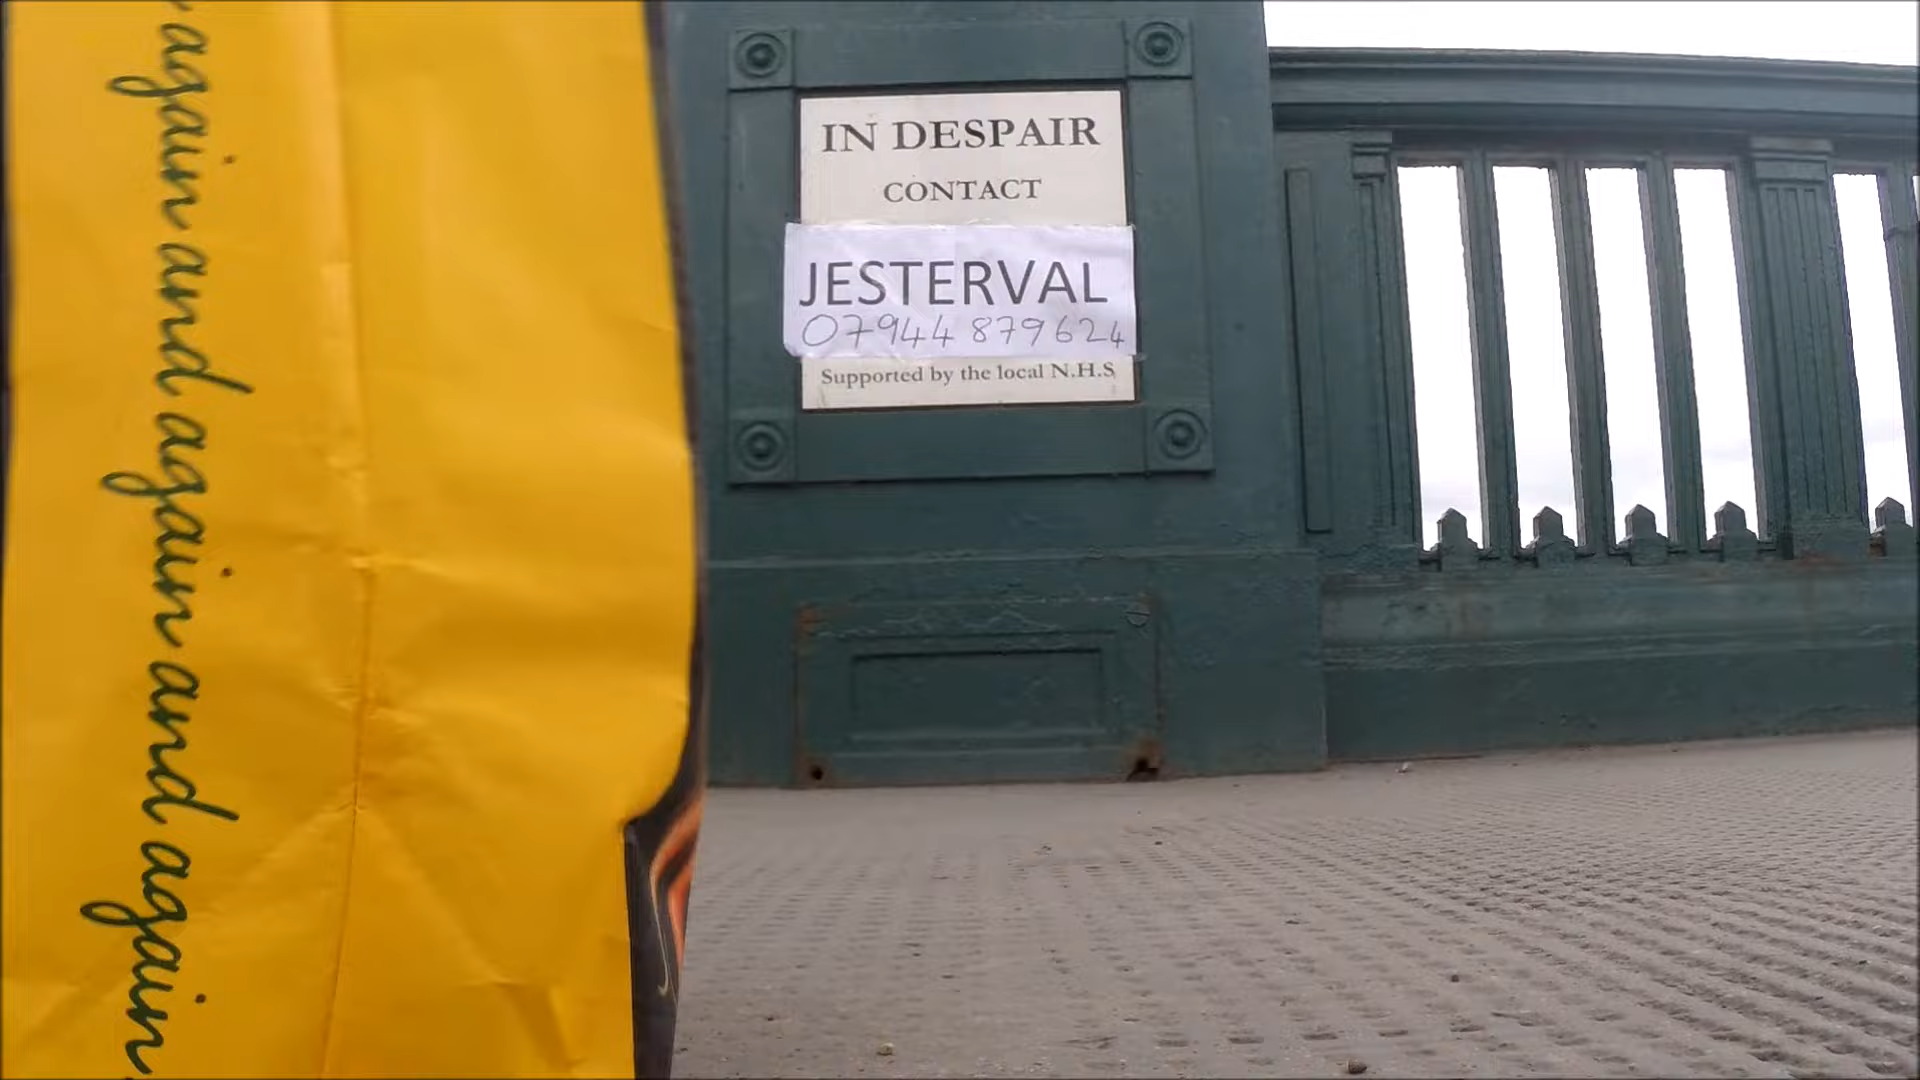 again and again and again
IN DESPAIR
CONTACT
JESTERVAL
07944 879624
Supported by the local N.H.S